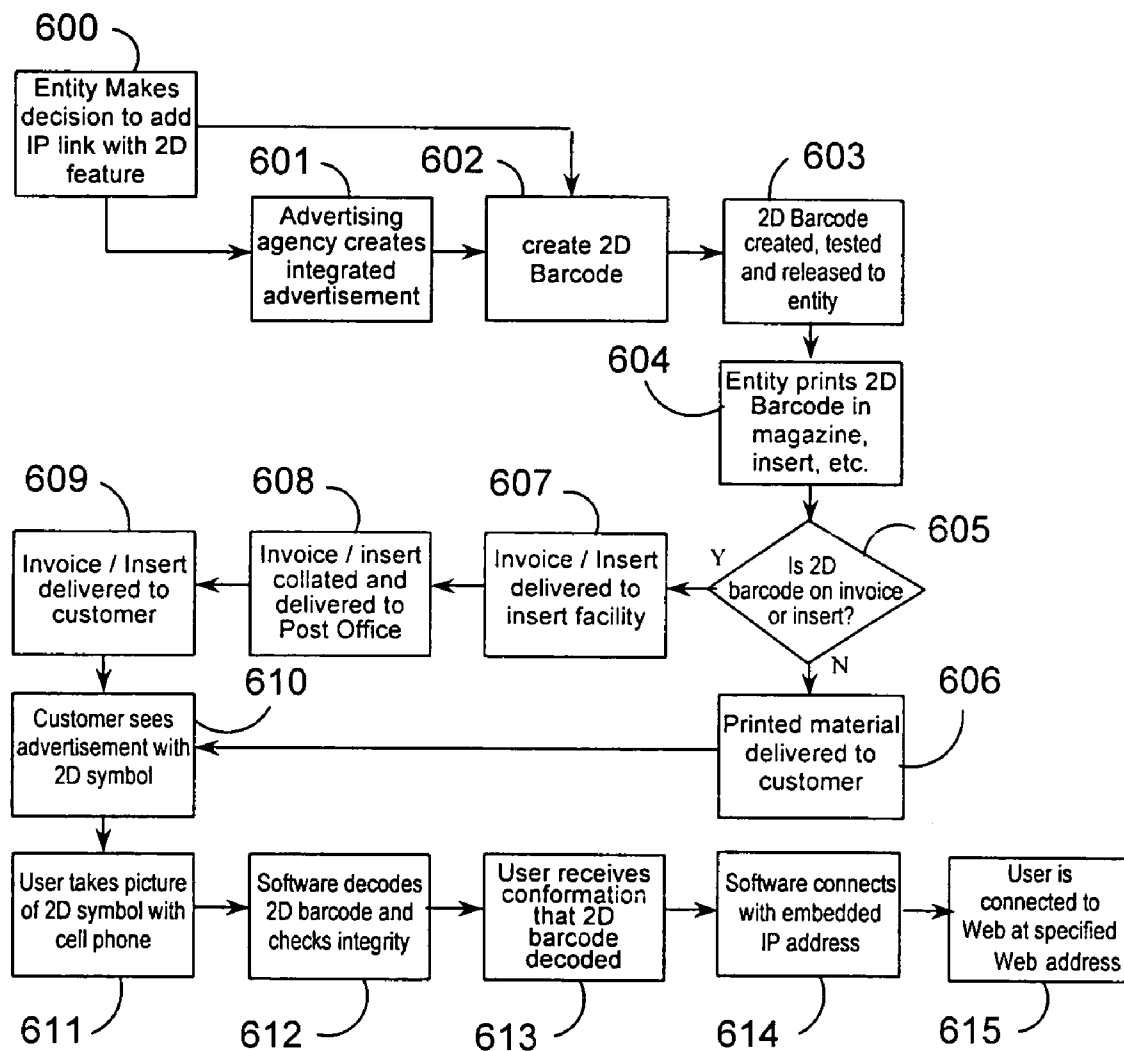 600
Entity Makes
decision to add
IP link with 2D
feature
601
Advertising
agency creates
integrated
advertisement
602
create 2D
Barcode
603
2D Barcode
created, tested
and released to
entity
604
Entity prints 2D
Barcode in
magazine,
insert, etc.
605
Is 2D
barcode on invoice
or insert?
Y
N
606
Printed material
delivered to
customer
607
Invoice / Insert
delivered to
insert facility
608
Invoice / insert
collated and
delivered to
Post Office
609
Invoice / Insert
delivered to
customer
610
Customer sees
advertisement with
2D symbol
User takes picture
of 2D symbol with
cell phone
611
Software decodes
2D barcode and
checks integrity
612
User receives
conformation
that 2D
barcode
decoded
613
Software connects
with embedded
IP address
614
User is
connected to
Web at specified
Web address
615